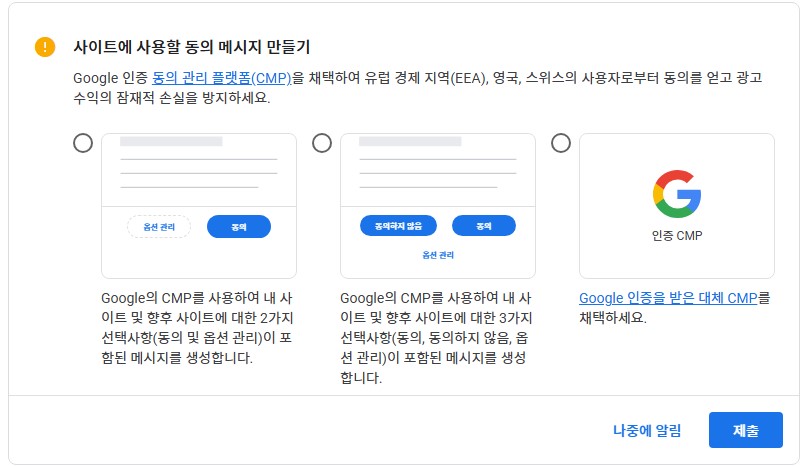 사이트에 사용할 동의 메시지 만들기
Google 인증 동의 관리 플랫폼(CMP)을 채택하여 유럽 경제 지역(EEA), 영국, 스위스의 사용자로부터 동의를 얻고 광고
수익의 잠재적 손실을 방지하세요.
옵션 관리
동의
Google의 CMP를 사용하여 내 사
이트 및 향후 사이트에 대한 2가지
선택사항(동의 및 옵션 관리)이 포
함된 메시지를 생성합니다.
동의하지 않음
동의
옵션 관리
Google의 CMP를 사용하여 내 사
이트 및 향후 사이트에 대한 3가지
선택사항(동의, 동의하지 않음, 옵
션 관리)이 포함된 메시지를 생성
합니다.
인증 CMP
Google 인증을 받은 대체 CMP를
채택하세요.
나중에 알림
제출